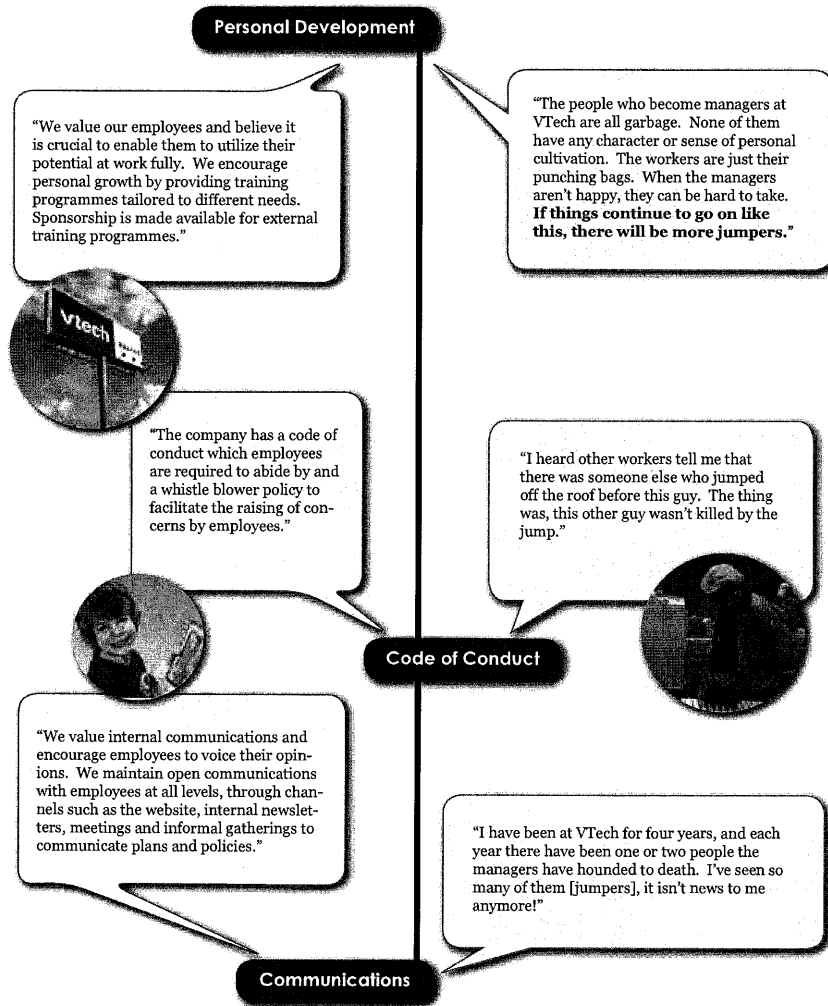 Personal Development
“We value our employees and believe it
is crucial to enable them to utilize their
potential at work fully. We encourage
personal growth by providing training
programmes tailored to different needs.
Sponsorship is made available for external
training programmes.”
“The people who become managers at
VTech are all garbage. None of them
have any character or sense of personal
cultivation. The workers are just their
punching bags. When the managers
aren’t happy, they can be hard to take.
If things continue to go on like
this, there will be more jumpers.”
vtech
“The company has a code of
conduct which employees
are required to abide by and
a whistle blower policy to
facilitate the raising of con-
cerns by employees.”
“I heard other workers tell me that
there was someone else who jumped
off the roof before this guy. The thing
was, this other guy wasn’t killed by the
jump.”
Code of Conduct
“We value internal communications and
encourage employees to voice their opin-
ions. We maintain open communications
with employees at all levels, through chan-
nels such as the website, internal newslet-
ters, meetings and informal gatherings to
communicate plans and policies.”
“I have been at VTech for four years, and each
year there have been one or two people the
managers have hounded to death. I’ve seen so
many of them [jumpers], it isn’t news to me
anymore!”
Communications